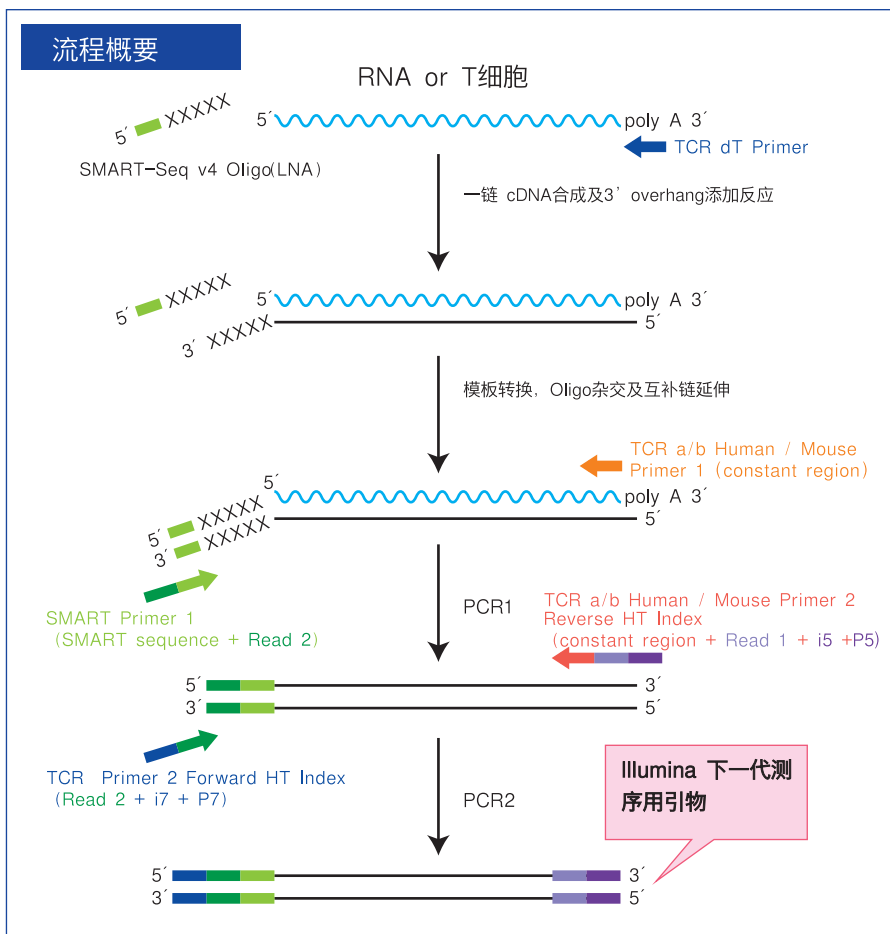 流程概要
RNA or T细胞
5´ XXXXX
5´ poly A 3´
TCR dT Primer
SMART-Seq v4 Oligo(LNA)
一链 cDNA合成及3’ overhang添加反应
5´ XXXXX
5´ poly A 3´
3´ XXXXX 5´
模板转换，Oligo杂交及互补链延伸
TCR a/b Human / Mouse
Primer 1 (constant region)
5´
poly A 3´
5´ XXXXX
3´ XXXXX 5´
PCR1
SMART Primer 1
(SMART sequence + Read 2)
TCR a/b Human / Mouse Primer 2
Reverse HT Index
(constant region + Read 1 + i5 +P5)
5´ 3´
3´ 5´
TCR Primer 2 Forward HT Index
(Read 2 + i7 + P7)
PCR2
Illumina 下一代测
序用引物
5´ 3´
3´ 5´